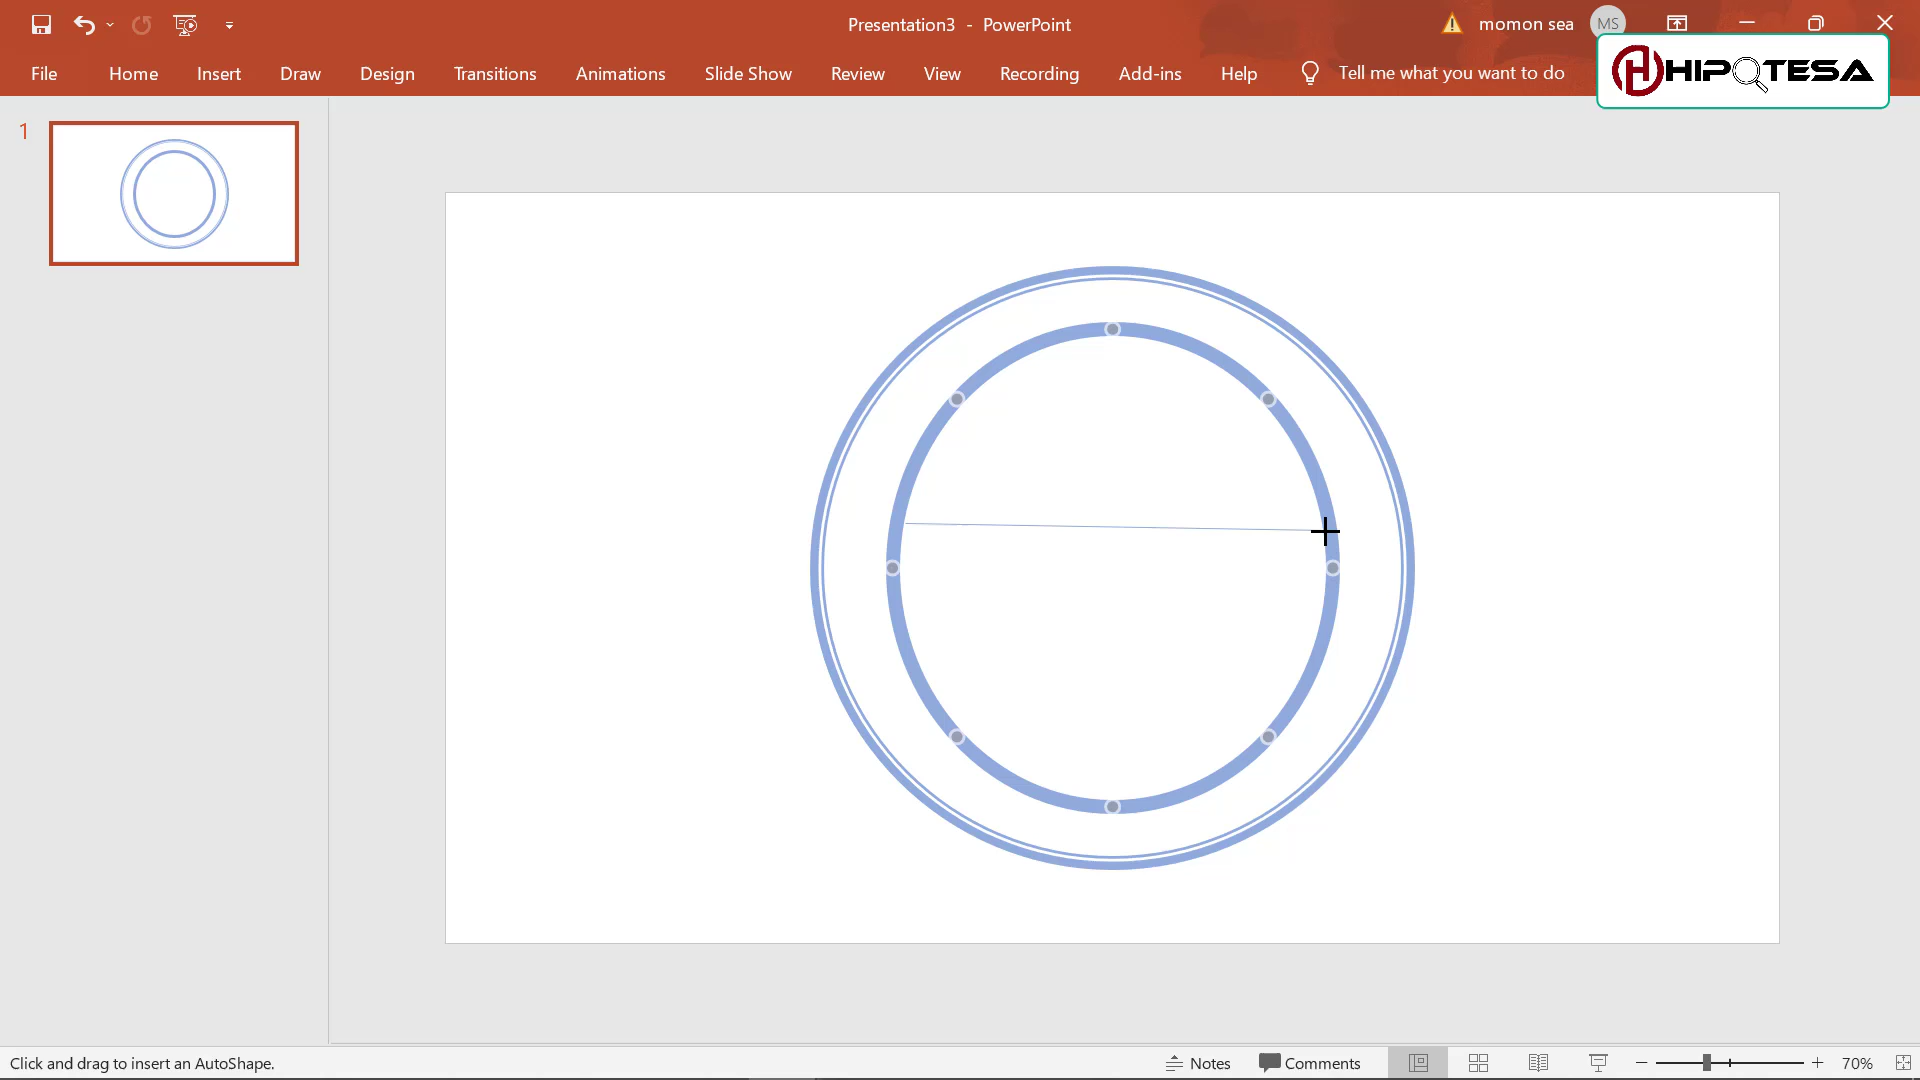 Presentation3 - PowerPoint
momon sea
MS
File Home Insert Draw Design Transitions Animations Slide Show Review View Recording Add-ins Help Tell me what you want to do
HIPOTESA
1
Click and drag to insert an AutoShape.
Notes Comments 70%